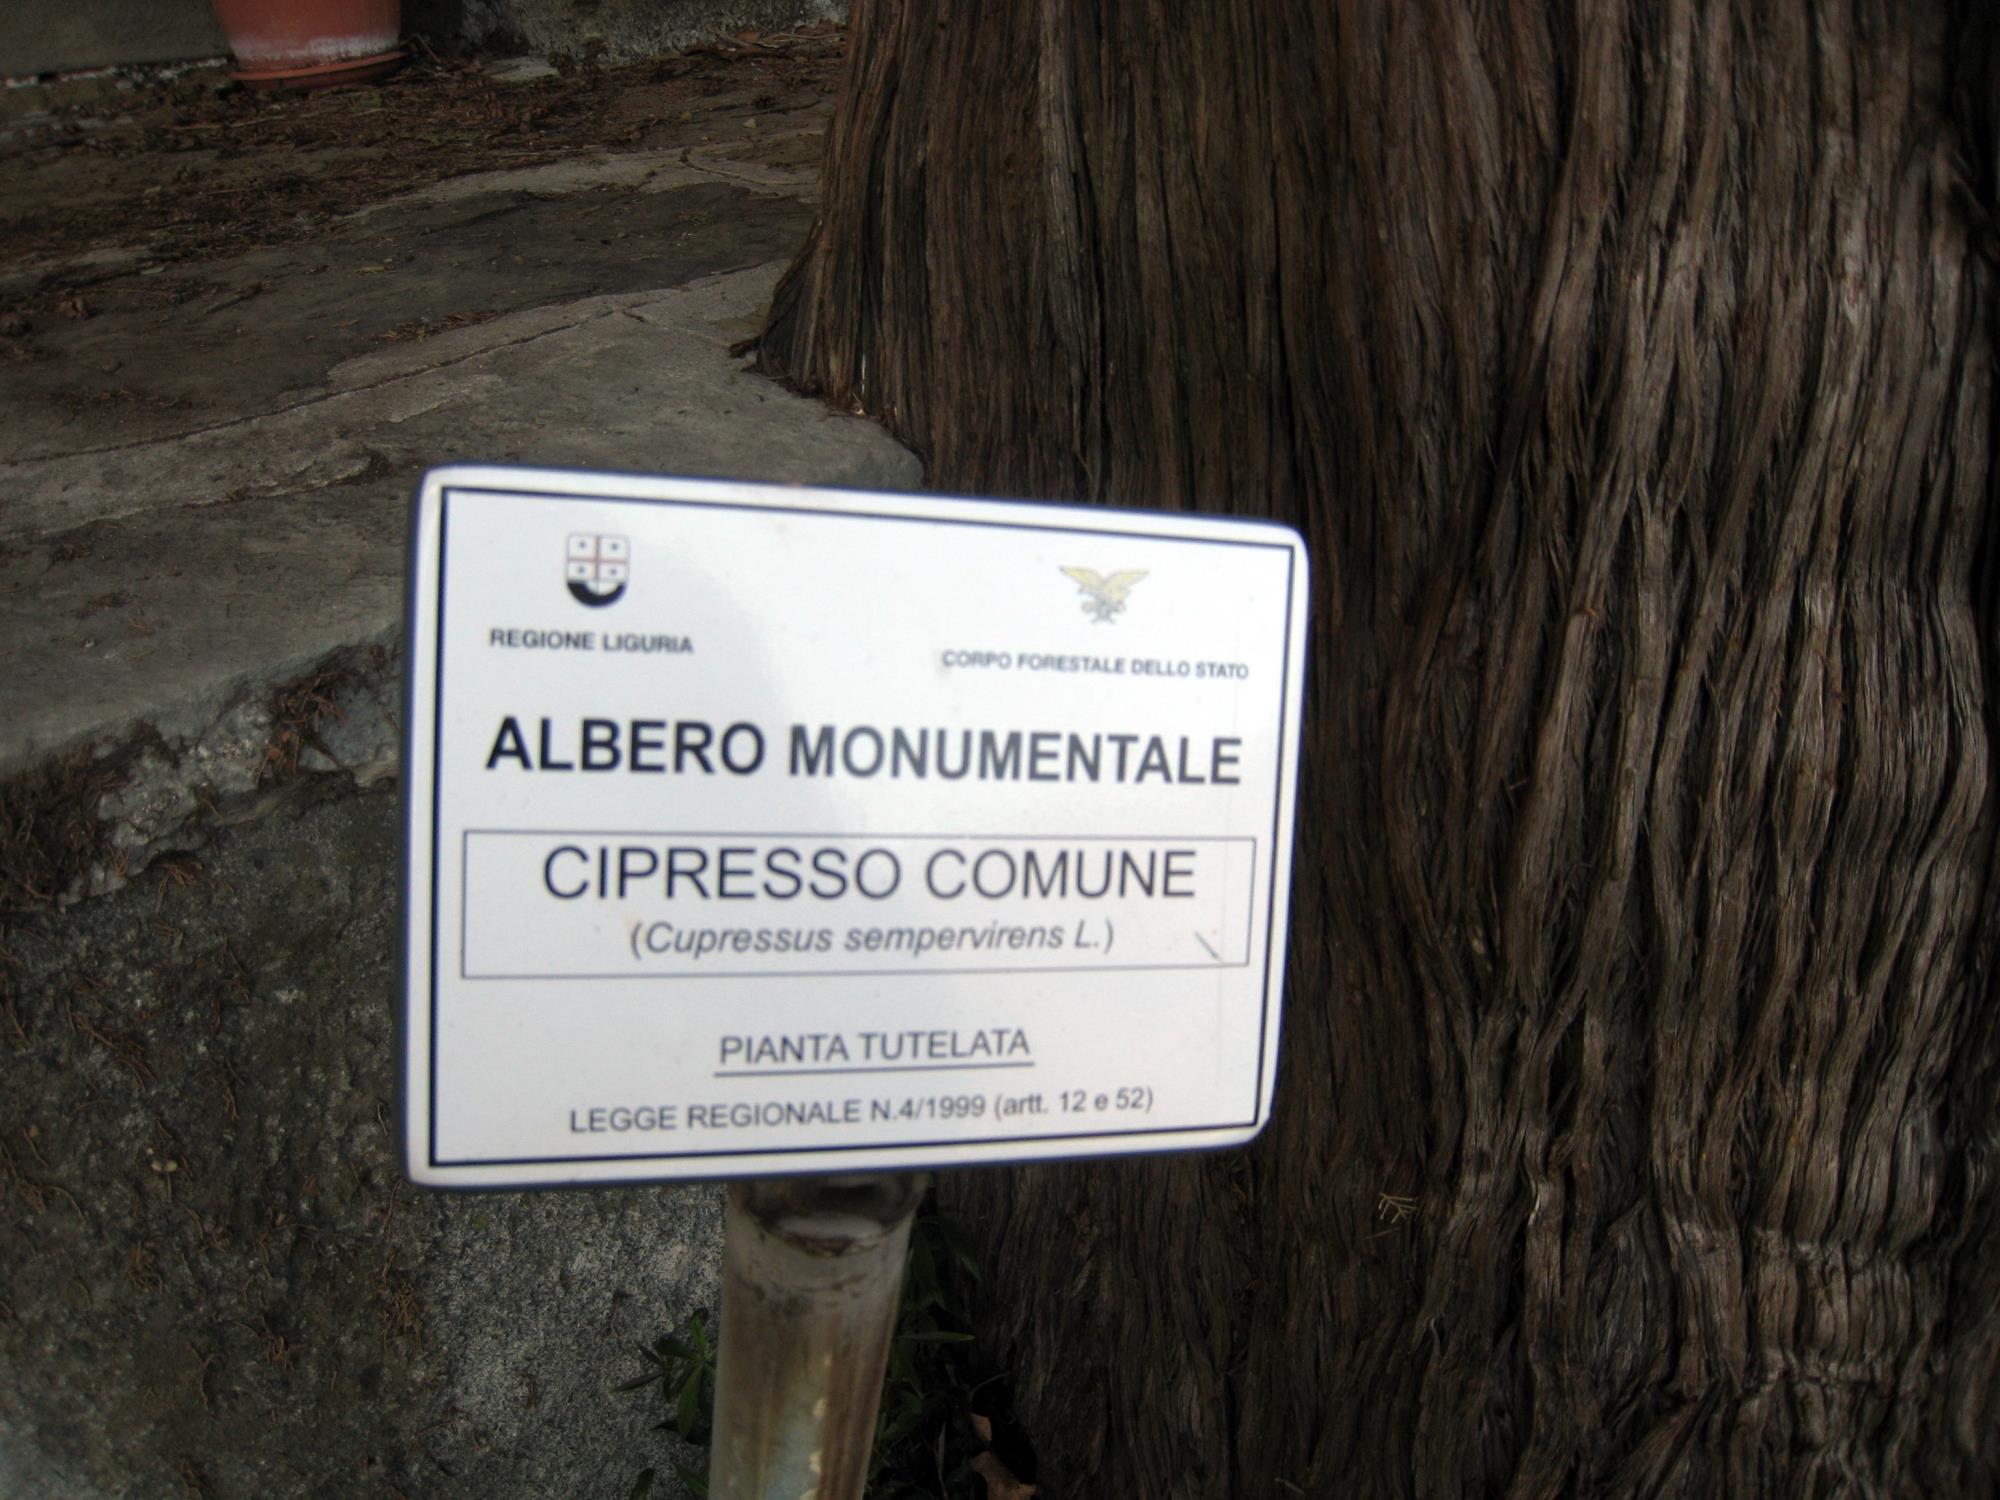 REGIONE LIGURIA
CORPO FORESTALE DELLO STATO
ALBERO MONUMENTALE
CIPRESSO COMUNE
(Cupressus sempervirens L.)
PIANTA TUTELATA
LEGGE REGIONALE N.4/1999 (artt. 12 e 52)